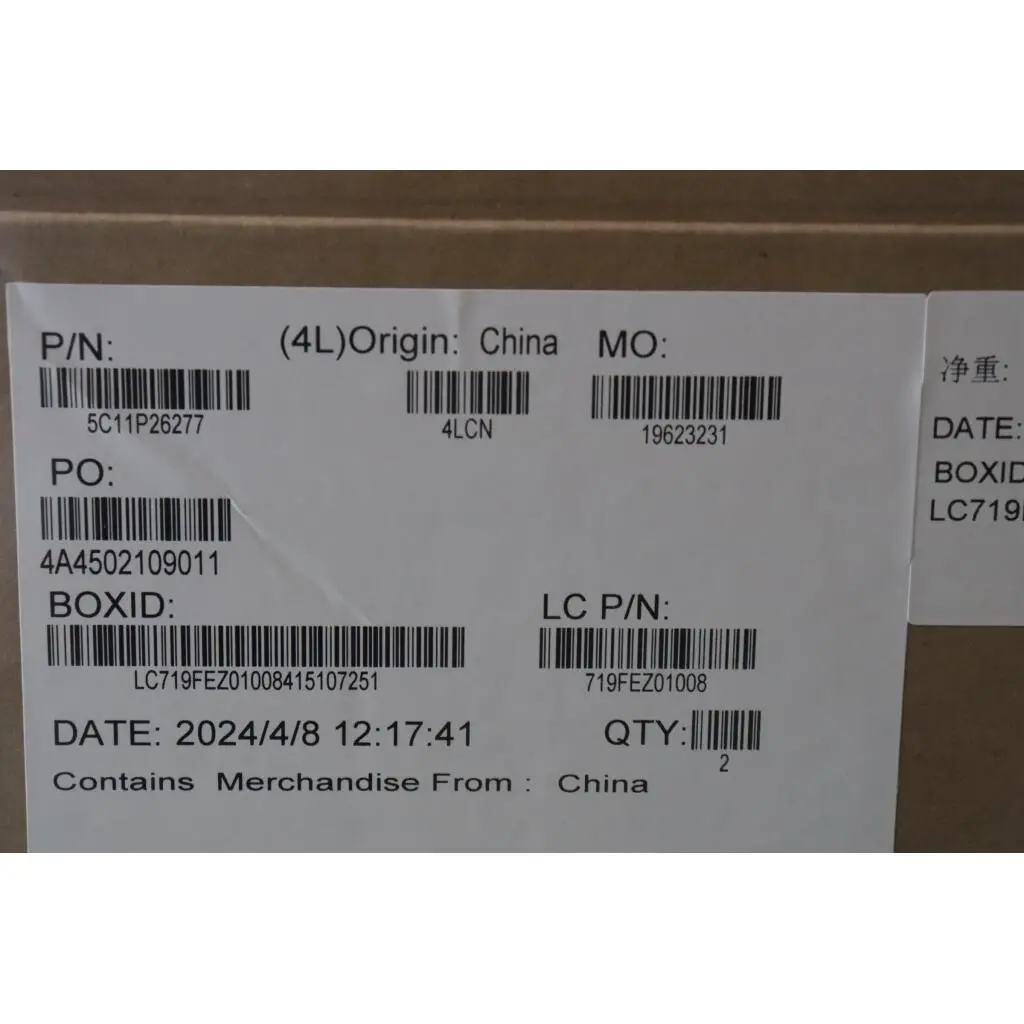 P/N: (4L)Origin: China MO:
5C11P26277 4LCN 19623231
PO:
4A4502109011
BOXID: LC P/N:
LC719FEZ01008415107251 719FEZ01008
DATE: 2024/4/8 12:17:41 QTY:
2
Contains Merchandise From : China
净重:
DATE:
BOXID
LC719